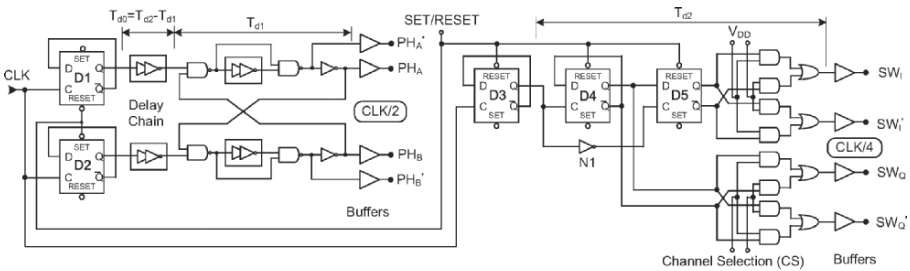 T_d0=T_d2-T_d1
T_d1
SET/RESET
T_d2
V_DD
CLK
SET
D
Q
D1
C
Q̅
RESET
Delay
Chain
PH_A'
PH_A
CLK/2
SET
D
Q
D2
C
Q̅
RESET
PH_B
PH_B'
Buffers
RESET
D
Q
D3
C
Q̅
SET
RESET
D
Q
D4
C
Q̅
SET
N1
RESET
D
Q
D5
C
Q̅
SET
SW_I
SW_I'
CLK/4
SW_Q
SW_Q'
Channel Selection (CS)
Buffers